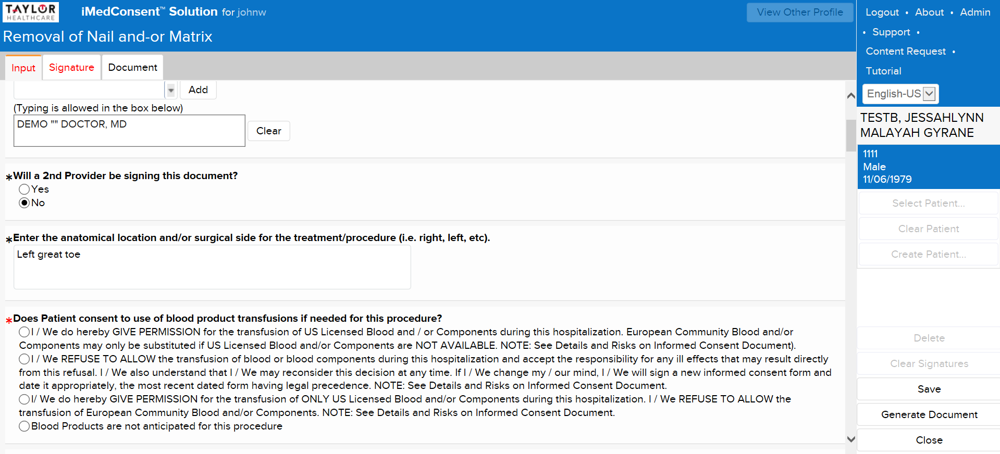 TAYLOR
HEALTHCARE
iMedConsent™ Solution for johnw
View Other Profile
Removal of Nail and-or Matrix
Logout • About • Admin
• Support •
Content Request •
Tutorial
English-US
Input
Signature
Document
Add
(Typing is allowed in the box below)
DEMO "" DOCTOR, MD
Clear
*Will a 2nd Provider be signing this document?
Yes
No
*Enter the anatomical location and/or surgical side for the treatment/procedure (i.e. right, left, etc).
Left great toe
*Does Patient consent to use of blood product transfusions if needed for this procedure?
I / We do hereby GIVE PERMISSION for the transfusion of US Licensed Blood and / or Components during this hospitalization. European Community Blood and/or
Components may only be substituted if US Licensed Blood and/or Components are NOT AVAILABLE. NOTE: See Details and Risks on Informed Consent Document).
I / We REFUSE TO ALLOW the transfusion of blood or blood components during this hospitalization and accept the responsibility for any ill effects that may result directly
from this refusal. I / We also understand that I / We may reconsider this decision at any time. If I / We change my / our mind, I / We will sign a new informed consent form and
date it appropriately, the most recent dated form having legal precedence. NOTE: See Details and Risks on Informed Consent Document.
I/ We do hereby GIVE PERMISSION for the transfusion of ONLY US Licensed Blood and/or Components during this hospitalization. I / We REFUSE TO ALLOW the
transfusion of European Community Blood and/or Components. NOTE: See Details and Risks on Informed Consent Document.
Blood Products are not anticipated for this procedure
TESTB, JESSAHLYNN
MALAYAH GYRANE
1111
Male
11/06/1979
Select Patient...
Clear Patient
Create Patient...
Delete
Clear Signatures
Save
Generate Document
Close